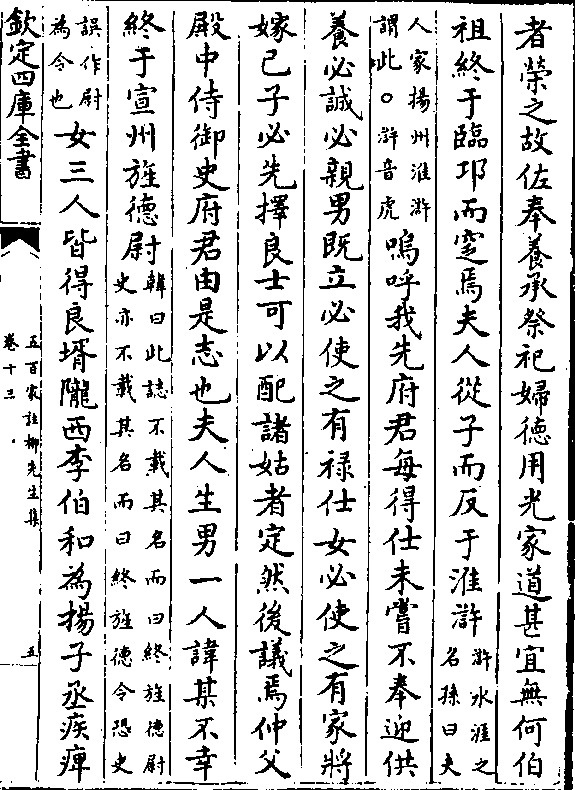 者榮之故佐奉養承祭祀婦德用光家道甚宜無何伯
祖終于臨邛而窆焉夫人從子而反于淮浒浒水涯之名孫曰夫
人家揚州淮浒謂此○浒音虎嗚呼我先府君每得仕未嘗不奉迎供
養必誠必親男既立必使之有禄仕女必使之有家將
嫁已子必先擇良士可以配諸姑者定然後議焉仲父
殿中侍御史府君由是志也夫人生男一人諱某不幸
終于宣州旌德尉韓曰此誌不載其名而曰終旌德尉史亦不載其名而曰終旌德令恐史
誤作尉為令也女三人皆得良壻隴西李伯和為揚子丞疾痺
欽定四庫全書
五百家註栁先生集
卷十三
五